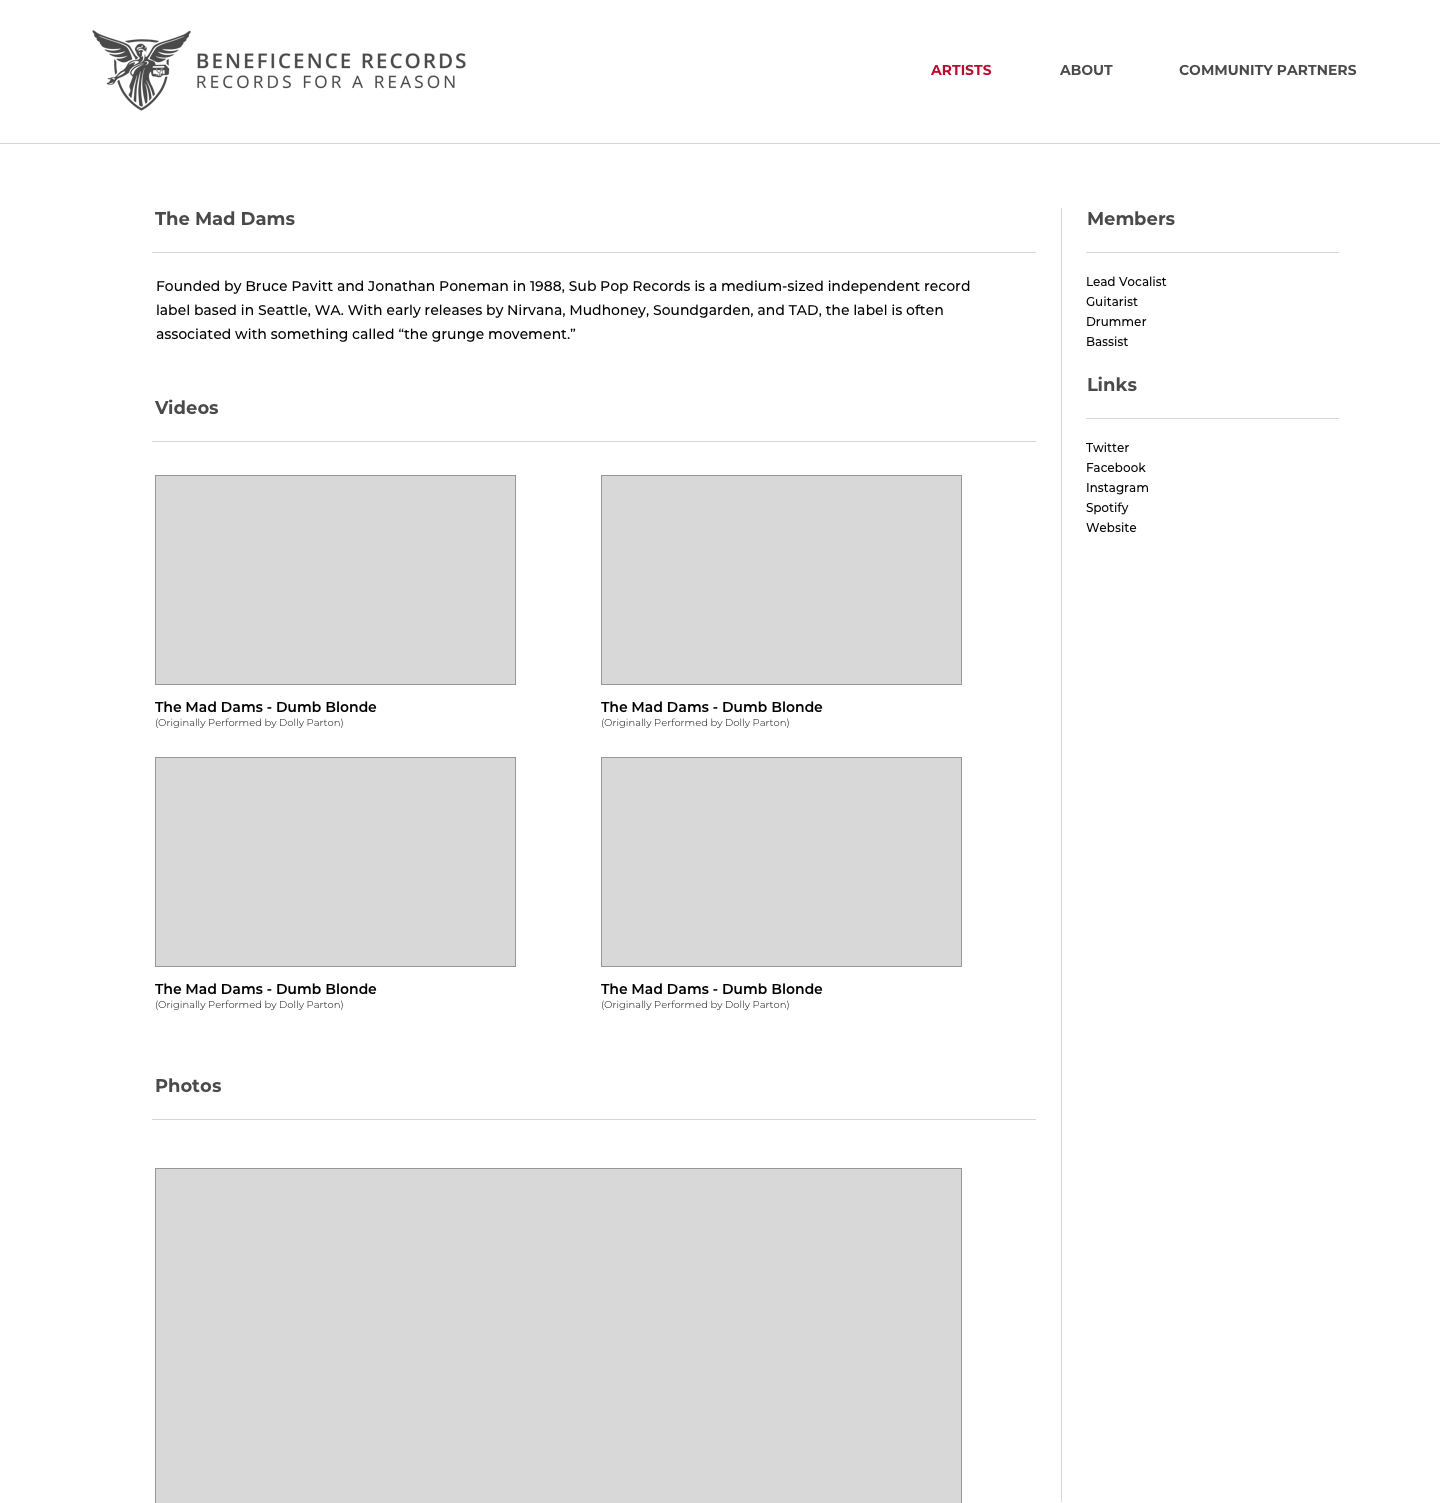 BENEFICENCE RECORDS
RECORDS FOR A REASON
ARTISTS
ABOUT
COMMUNITY PARTNERS
The Mad Dams
Founded by Bruce Pavitt and Jonathan Poneman in 1988, Sub Pop Records is a medium-sized independent record
label based in Seattle, WA. With early releases by Nirvana, Mudhoney, Soundgarden, and TAD, the label is often
associated with something called “the grunge movement.”
Videos
The Mad Dams - Dumb Blonde
(Originally Performed by Dolly Parton)
The Mad Dams - Dumb Blonde
(Originally Performed by Dolly Parton)
The Mad Dams - Dumb Blonde
(Originally Performed by Dolly Parton)
The Mad Dams - Dumb Blonde
(Originally Performed by Dolly Parton)
Photos
Members
Lead Vocalist
Guitarist
Drummer
Bassist
Links
Twitter
Facebook
Instagram
Spotify
Website